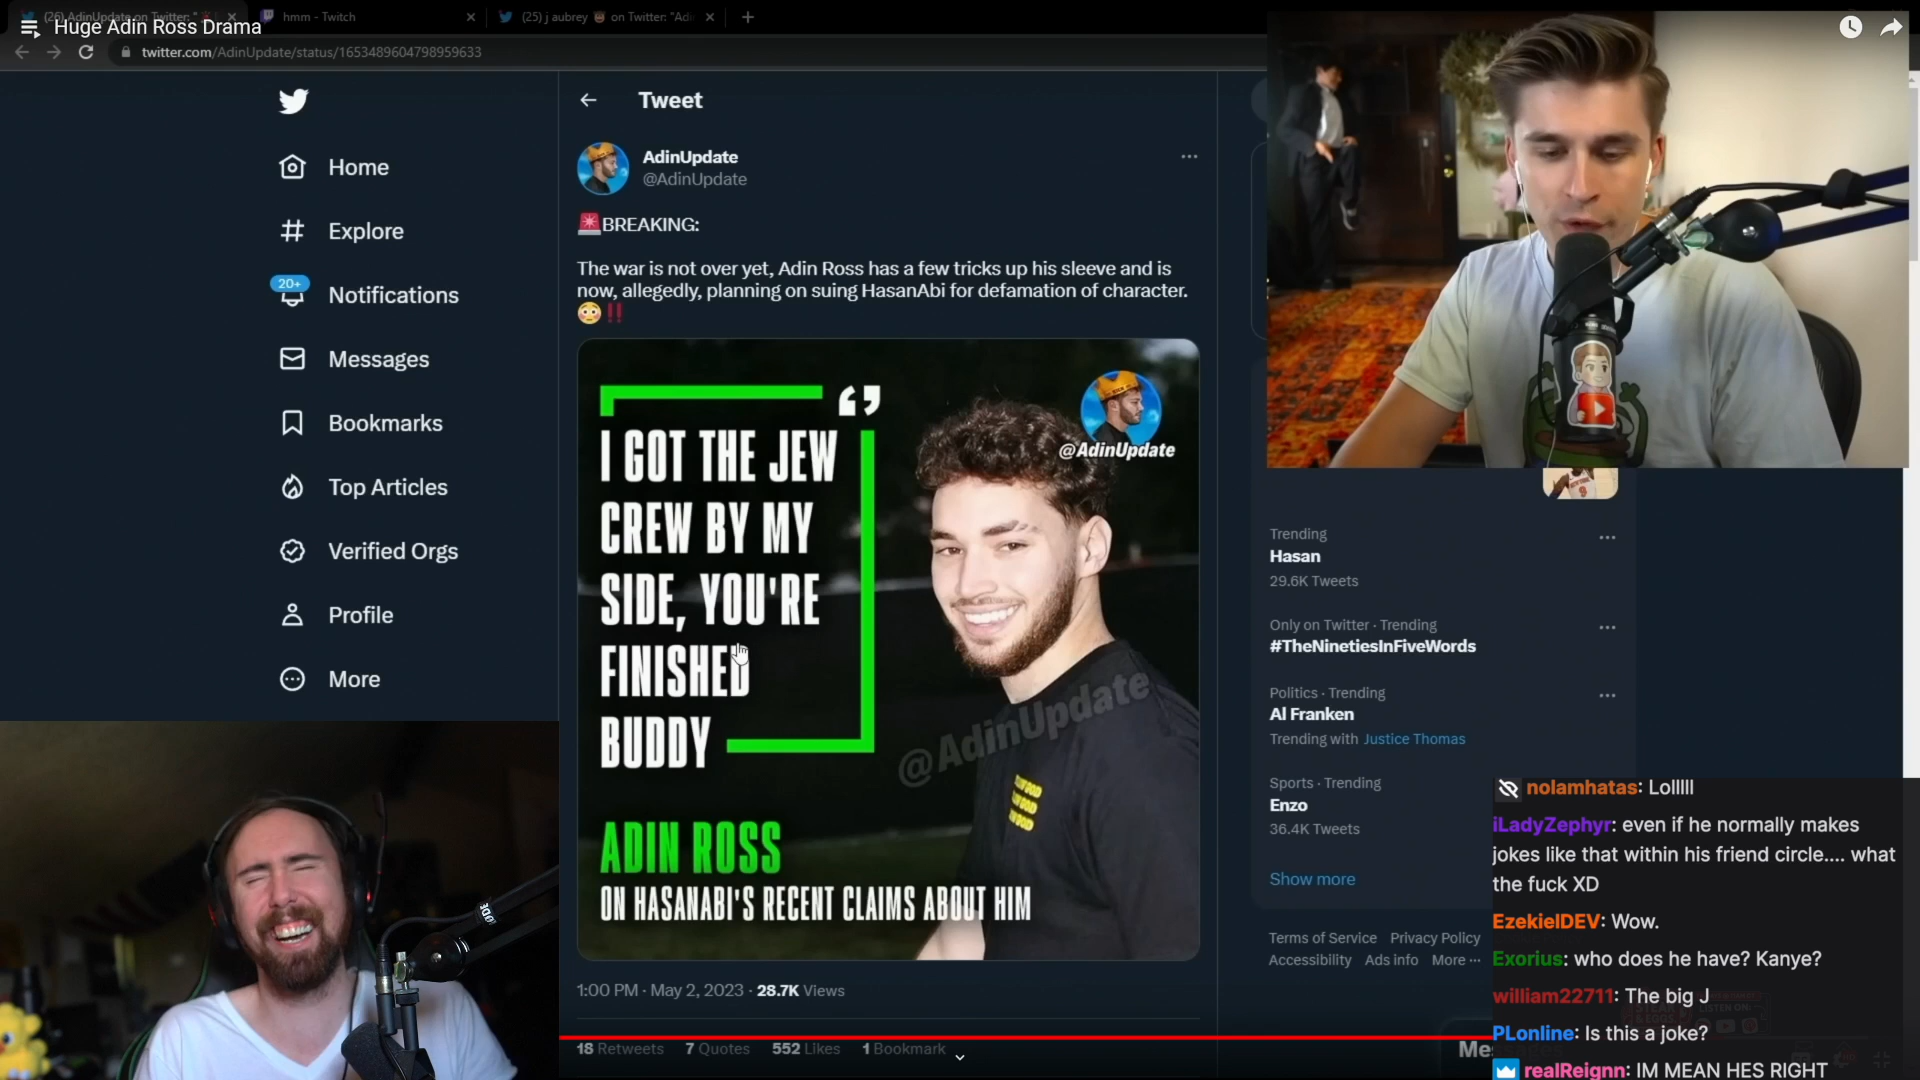 (26) AdinUpdate on Twitter: "
hmm - Twitch
(25) j aubrey on Twitter: "Adi
Huge Adin Ross Drama
twitter.com/AdinUpdate/status/1653489604798959633
Home
Explore
20+
Notifications
Messages
Bookmarks
Top Articles
Verified Orgs
Profile
More
Tweet
AdinUpdate
@AdinUpdate
🚨BREAKING:
The war is not over yet, Adin Ross has a few tricks up his sleeve and is
now, allegedly, planning on suing HasanAbi for defamation of character.
😳‼️
@AdinUpdate
I GOT THE JEW
CREW BY MY
SIDE, YOU'RE
FINISHED
BUDDY
@AdinUpdate
ADIN ROSS
ON HASANABI'S RECENT CLAIMS ABOUT HIM
1:00 PM · May 2, 2023 · 28.7K Views
18 Retweets 7 Quotes 552 Likes 1 Bookmark
Trending
Hasan
29.6K Tweets
Only on Twitter · Trending
#TheNinetiesInFiveWords
Politics · Trending
Al Franken
Trending with Justice Thomas
Sports · Trending
Enzo
36.4K Tweets
Show more
Terms of Service Privacy Policy
Accessibility Ads info More ···
nolamhatas: Lolllll
iLadyZephyr: even if he normally makes
jokes like that within his friend circle.... what
the fuck XD
EzekielDEV: Wow.
Exorius: who does he have? Kanye?
william22711: The big J
PLonline: Is this a joke?
realReignn: IM MEAN HES RIGHT